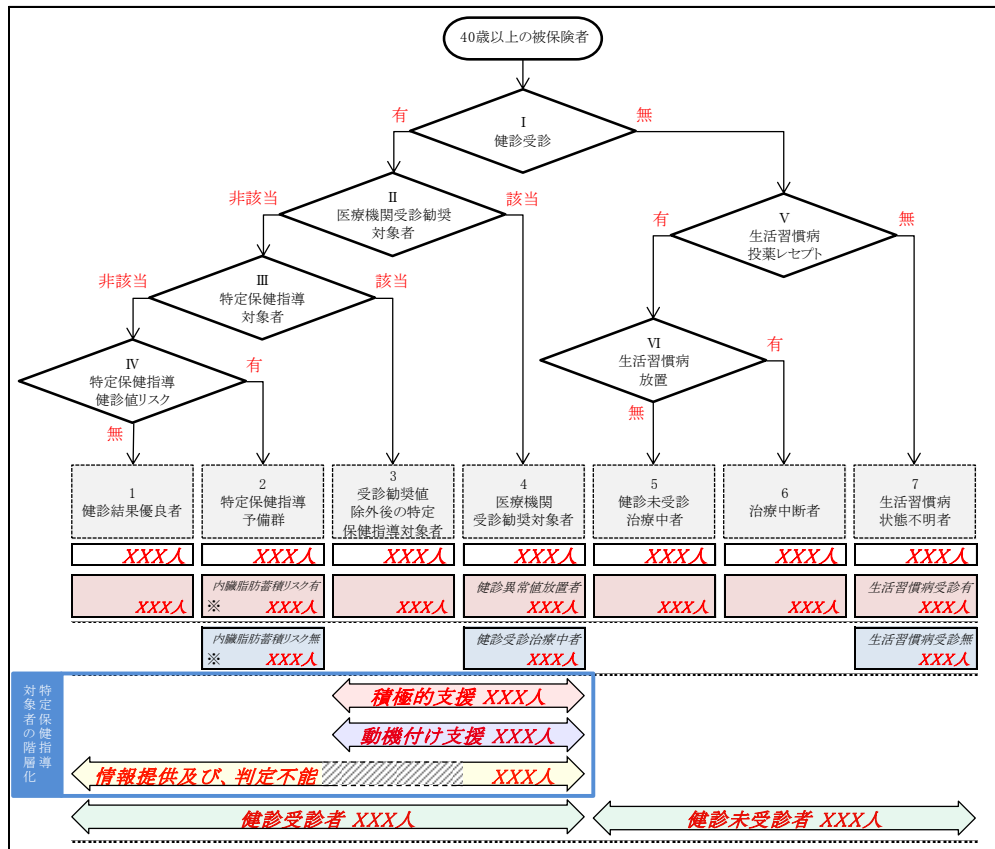 40歳以上の被保険者
Ⅰ
健診受診
有
無
Ⅱ
医療機関受診勧奨
対象者
非該当
該当
Ⅴ
生活習慣病
投薬レセプト
有
無
Ⅲ
特定保健指導
対象者
非該当
該当
Ⅵ
生活習慣病
放置
有
無
Ⅳ
特定保健指導
健診値リスク
有
無
1
健診結果優良者
2
特定保健指導
予備群
3
受診勧奨値
除外後の特定
保健指導対象者
4
医療機関
受診勧奨対象者
5
健診未受診
治療中者
6
治療中断者
7
生活習慣病
状態不明者
XXX人
XXX人
XXX人
XXX人
XXX人
XXX人
XXX人
XXX人
内臓脂肪蓄積リスク有
※ XXX人
XXX人
健診異常値放置者
XXX人
XXX人
XXX人
生活習慣病受診有
XXX人
内臓脂肪蓄積リスク無
※ XXX人
健診受診治療中者
XXX人
生活習慣病受診無
XXX人
特定保健指導
対象者の階層化
積極的支援 XXX人
動機付け支援 XXX人
情報提供及び、判定不能 XXX人
健診受診者 XXX人
健診未受診者 XXX人